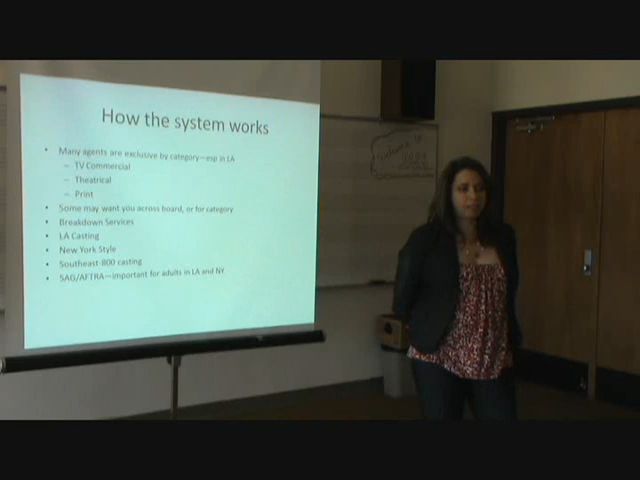 How the system works
• Many agents are exclusive by category—esp in LA
– TV Commercial
– Theatrical
– Print
• Some may want you across board, or for category
• Breakdown Services
• LA Casting
• New York Style
• Southeast-800 casting
• SAG/AFTRA—important for adults in LA and NY